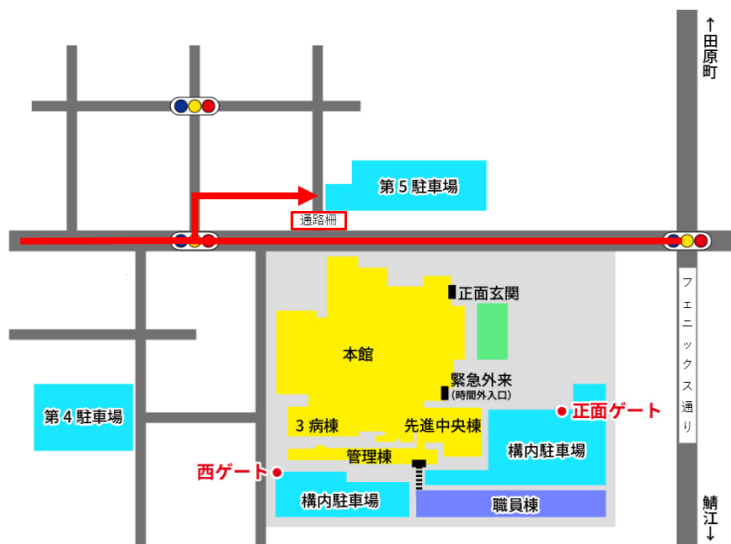 ↑田原町
第5駐車場
通路柵
フェニックス通り
正面玄関
本館
緊急外来
(時間外入口)
正面ゲート
第4駐車場
3病棟
先進中央棟
構内駐車場
管理棟
西ゲート
構内駐車場
職員棟
鯖江↓